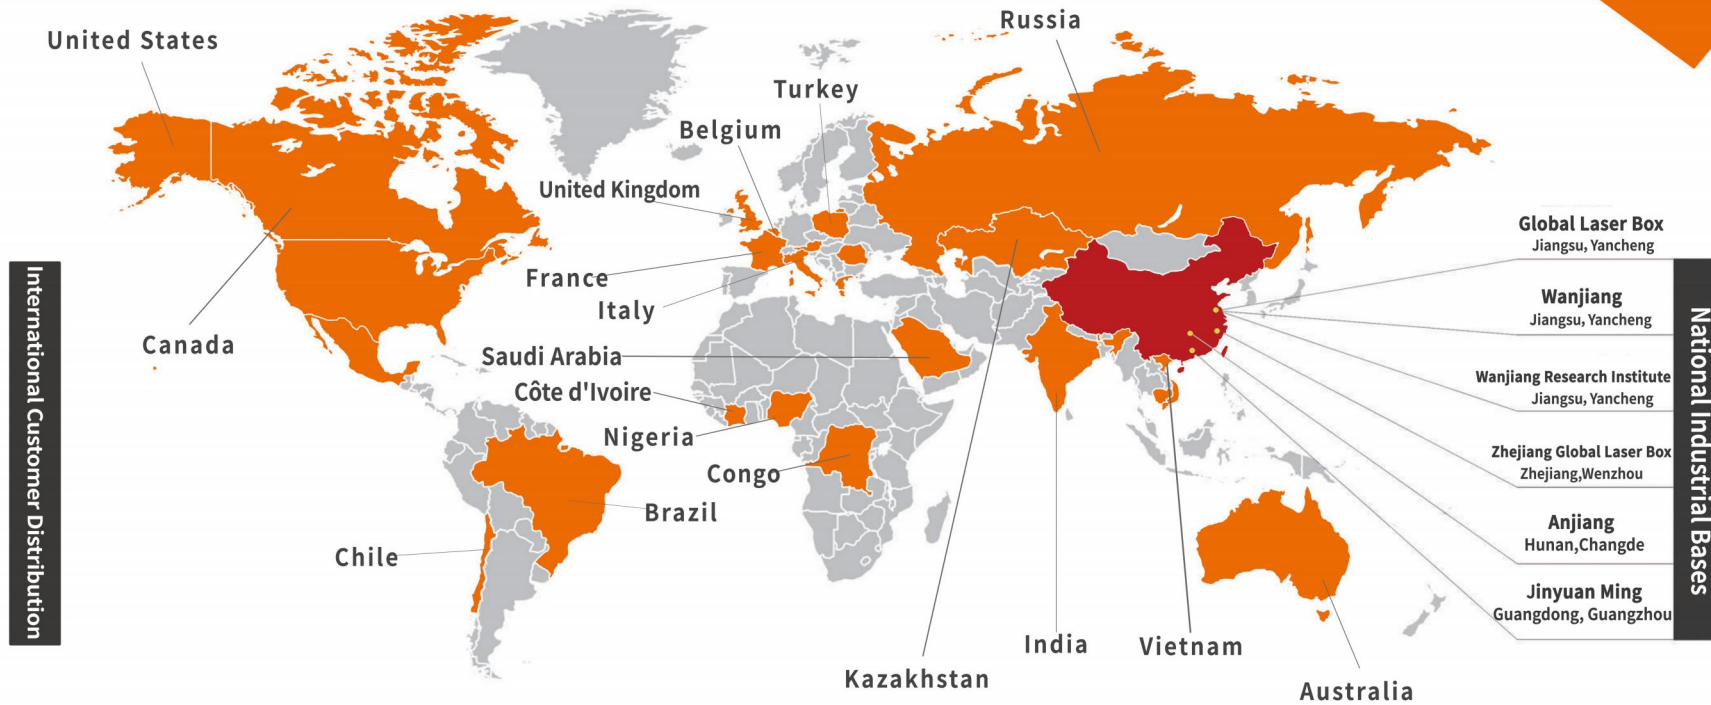 United States
Russia
Turkey
Belgium
United Kingdom
France
Italy
Canada
Saudi Arabia
Côte d'Ivoire
Nigeria
Congo
Brazil
Chile
Kazakhstan
India
Vietnam
Australia
International Customer Distribution
Global Laser Box
Jiangsu, Yancheng
Wanjiang
Jiangsu, Yancheng
Wanjiang Research Institute
Jiangsu, Yancheng
Zhejiang Global Laser Box
Zhejiang,Wenzhou
Anjiang
Hunan,Changde
Jinyuan Ming
Guangdong, Guangzhou
National Industrial Bases